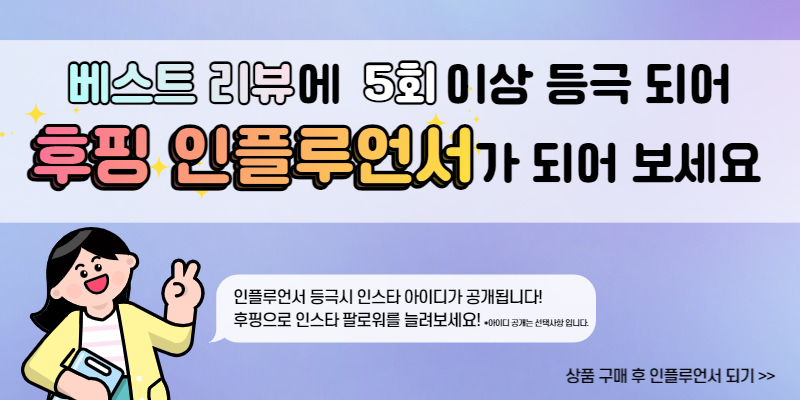 베스트 리뷰에 5회 이상 등극 되어
후핑 인플루언서가 되어 보세요
인플루언서 등극시 인스타 아이디가 공개됩니다!
후핑으로 인스타 팔로워를 늘려보세요! *아이디 공개는 선택사항 입니다.
상품 구매 후 인플루언서 되기 >>